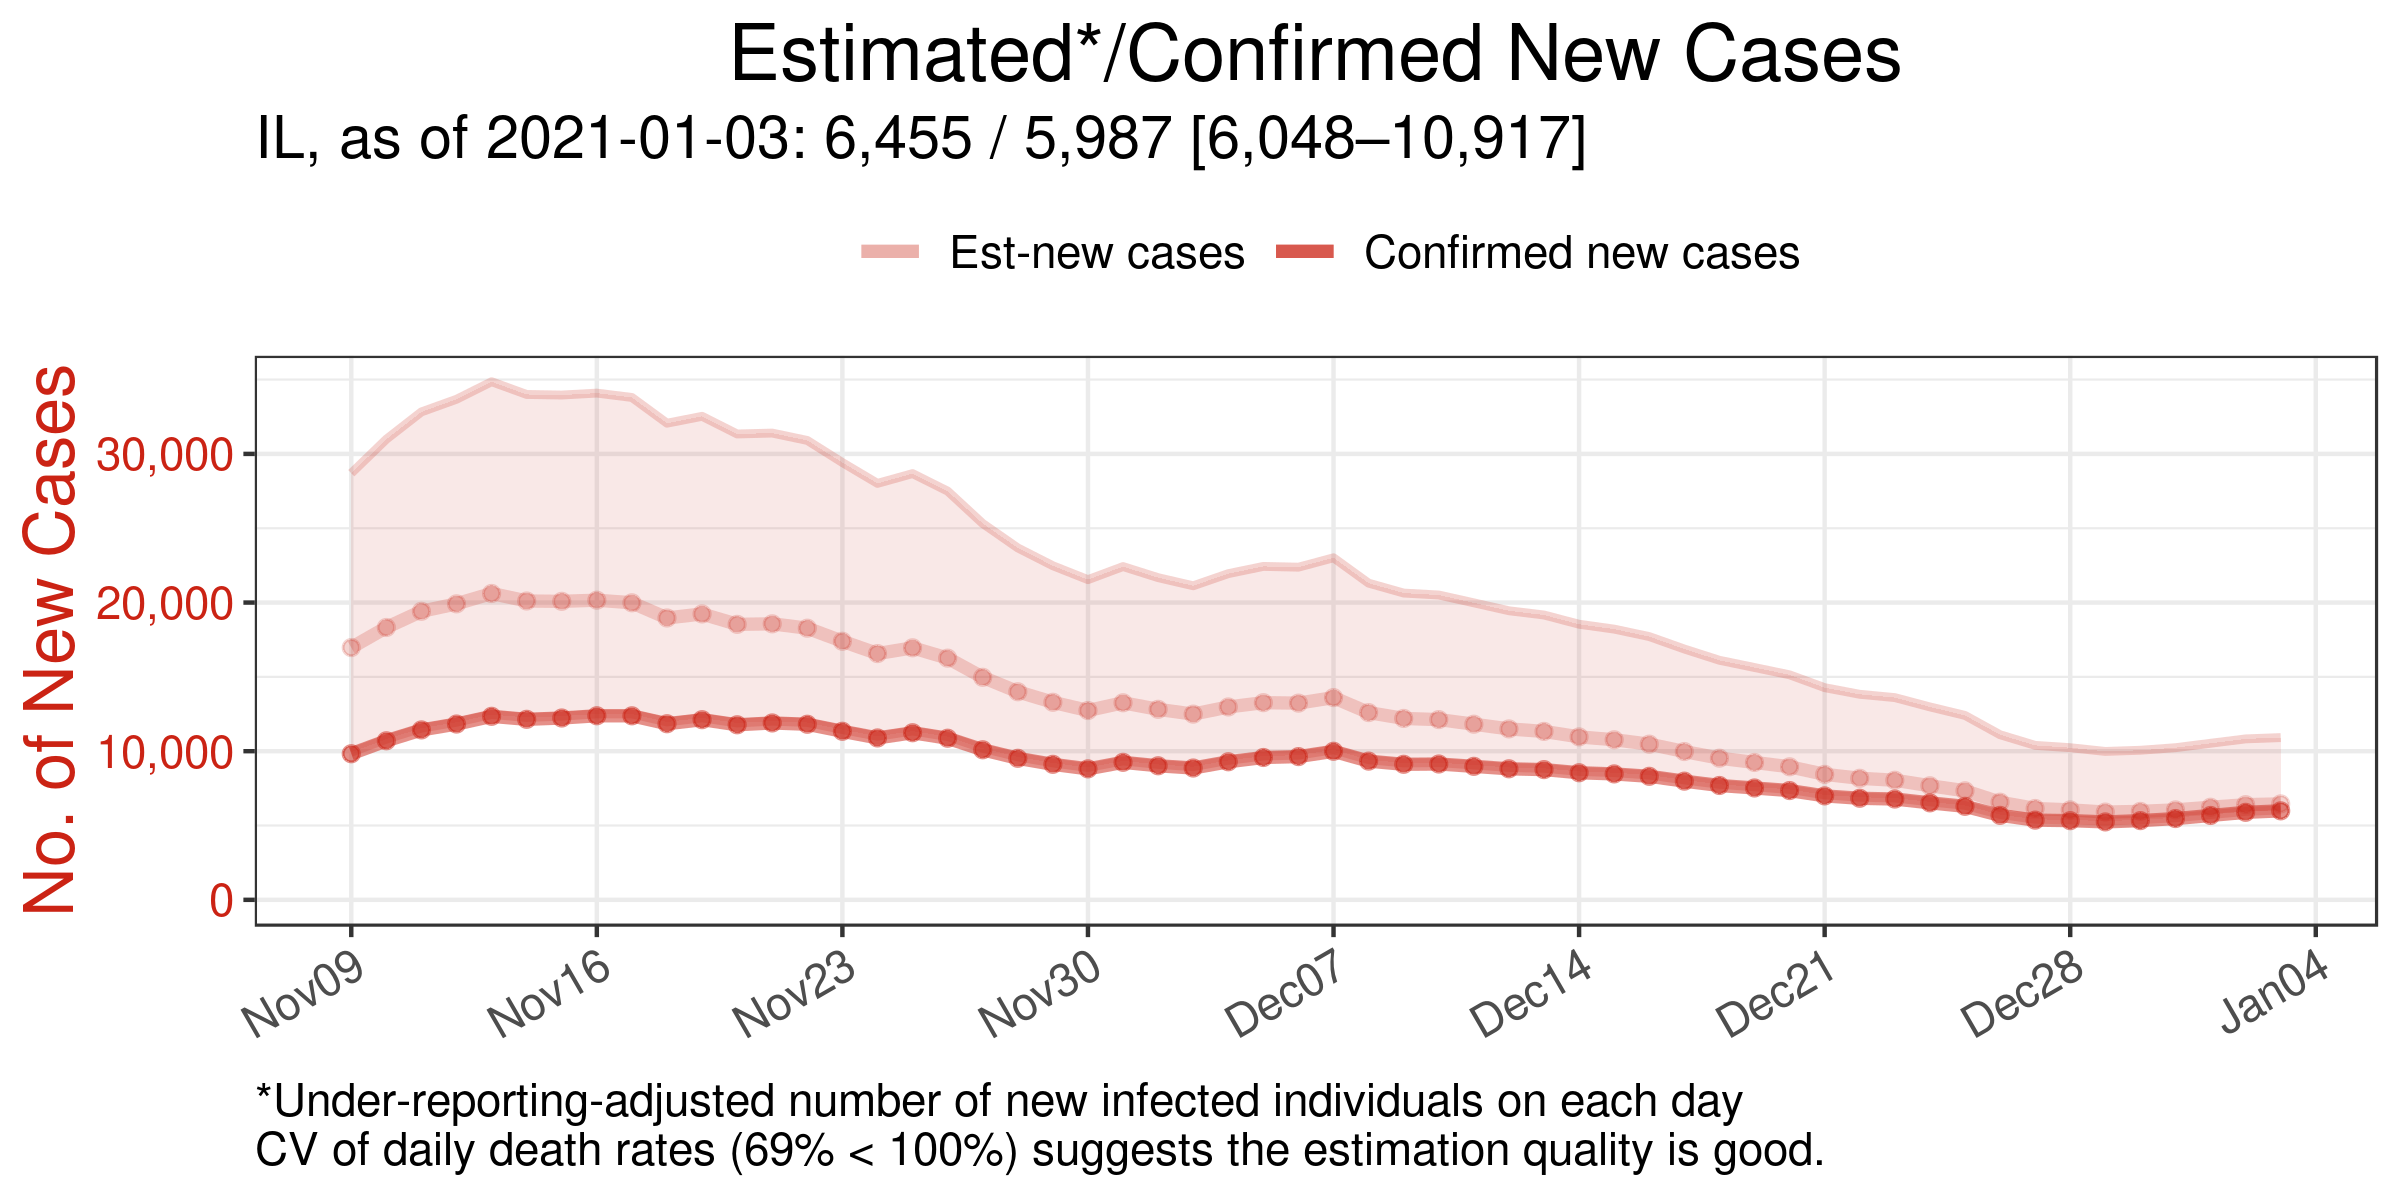 Estimated*/Confirmed New Cases
IL, as of 2021-01-03: 6,455 / 5,987 [6,048–10,917]
Est-new cases
Confirmed new cases
No. of New Cases
30,000
20,000
10,000
0
Nov09
Nov16
Nov23
Nov30
Dec07
Dec14
Dec21
Dec28
Jan04
*Under-reporting-adjusted number of new infected individuals on each day
CV of daily death rates (69% < 100%) suggests the estimation quality is good.